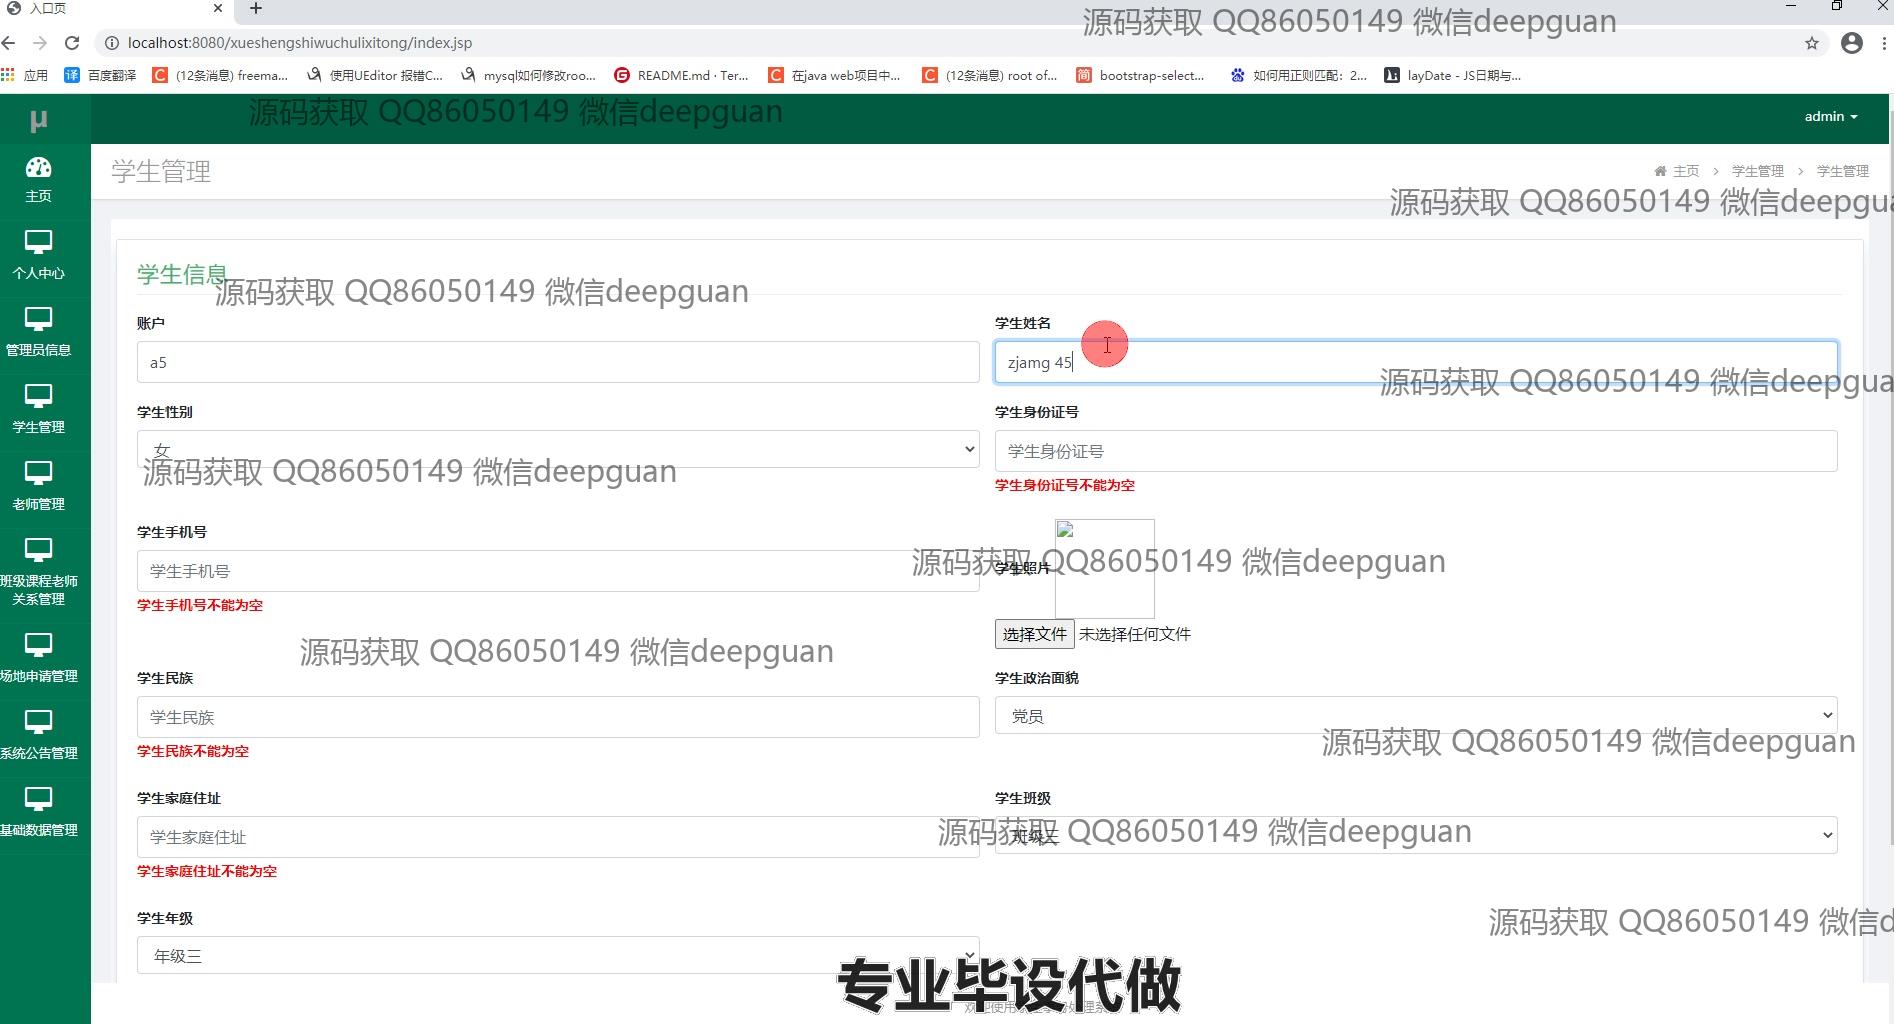 入口页
localhost:8080/xueshengshiwuchulixitong/index.jsp
源码获取 QQ86050149 微信deepguan
应用 百度翻译 (12条消息) freema... 使用UEditor 报错C... mysql如何修改roo... README.md · Ter... 在java web项目中... (12条消息) root of... bootstrap-select... 如何用正则匹配：2... layDate - JS日期与...
μ
源码获取 QQ86050149 微信deepguan
admin
主页
学生管理
主页 > 学生管理 > 学生管理
源码获取 QQ86050149 微信deepgua
个人中心
学生信息
源码获取 QQ86050149 微信deepguan
管理员信息
账户
学生姓名
a5
zjamg 45
源码获取 QQ86050149 微信deepgua
学生管理
学生性别
学生身份证号
女
学生身份证号
源码获取 QQ86050149 微信deepguan
学生身份证号不能为空
老师管理
学生手机号
学生手机号
源码获取 QQ86050149 微信deepguan
学生照片
学生手机号不能为空
班级课程老师
关系管理
选择文件 未选择任何文件
源码获取 QQ86050149 微信deepguan
场地申请管理
学生民族
学生政治面貌
学生民族
党员
源码获取 QQ86050149 微信deepguan
学生民族不能为空
系统公告管理
学生家庭住址
学生班级
学生家庭住址
班级三
源码获取 QQ86050149 微信deepguan
学生家庭住址不能为空
基础数据管理
学生年级
源码获取 QQ86050149 微信d
年级三
专业毕设代做